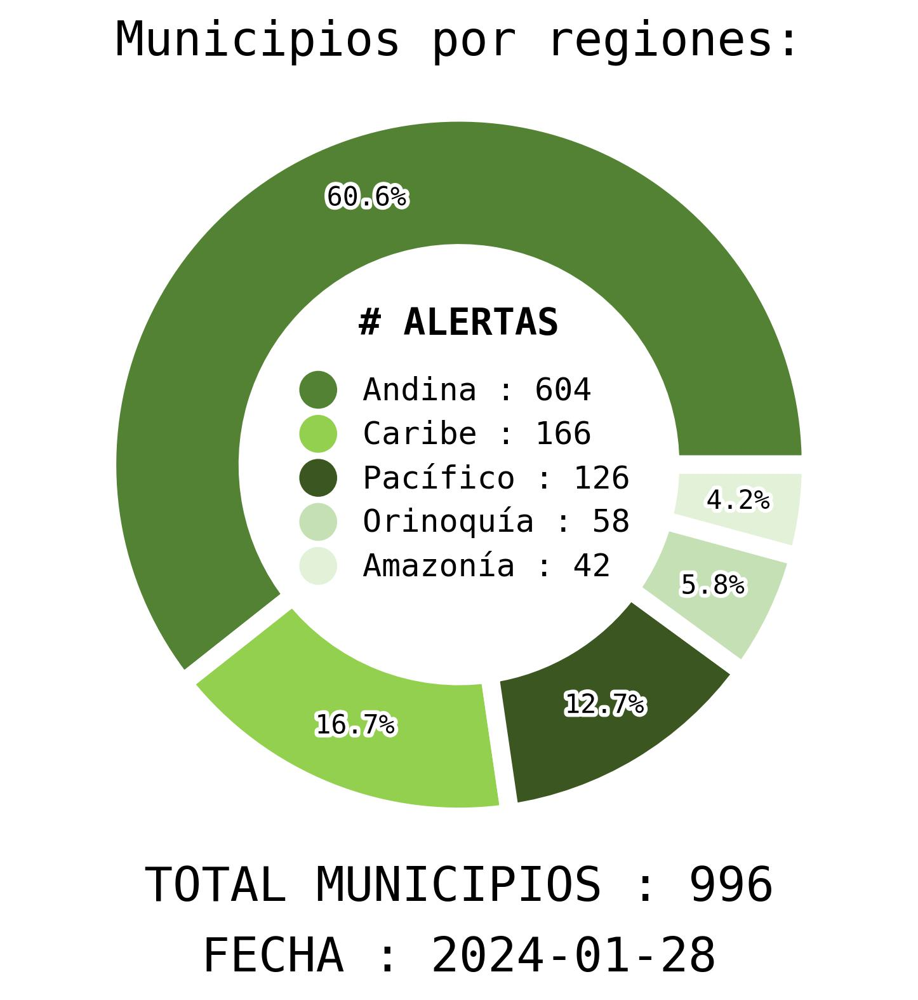 Municipios por regiones:
60.6%
# ALERTAS
Andina : 604
Caribe : 166
Pacífico : 126
Orinoquía : 58
Amazonía : 42
4.2%
5.8%
12.7%
16.7%
TOTAL MUNICIPIOS : 996
FECHA : 2024-01-28